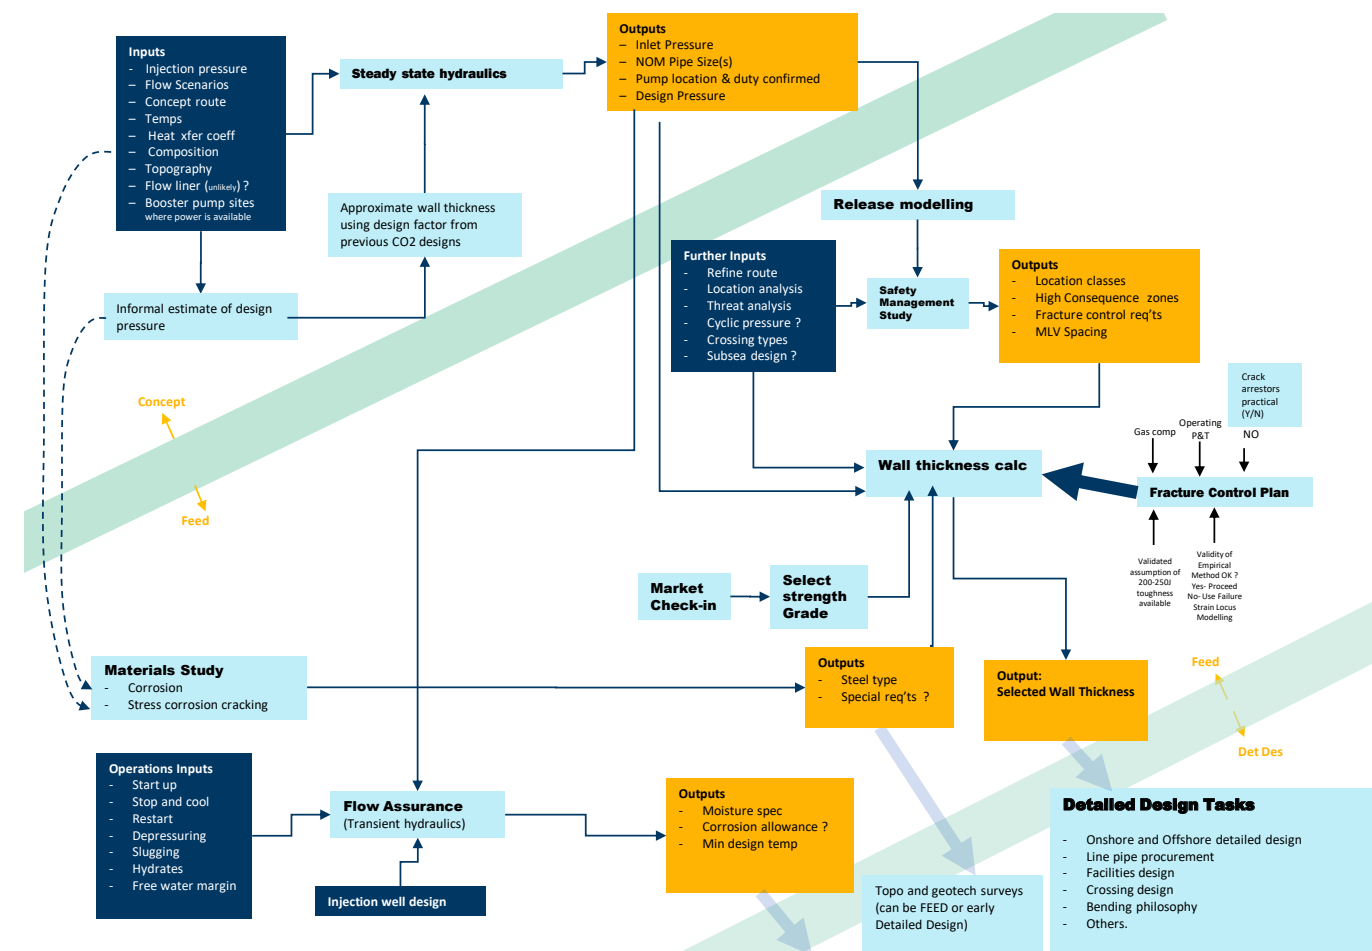 Inputs
- Injection pressure
– Flow Scenarios
– Concept route
– Temps
– Heat xfer coeff
– Composition
– Topography
– Flow liner (unlikely) ?
– Booster pump sites
where power is available
Steady state hydraulics
Outputs
– Inlet Pressure
– NOM Pipe Size(s)
– Pump location & duty confirmed
– Design Pressure
Approximate wall thickness
using design factor from
previous CO2 designs
Informal estimate of design
pressure
Release modelling
Further Inputs
- Refine route
- Location analysis
- Threat analysis
- Cyclic pressure ?
- Crossing types
- Subsea design ?
Safety
Management
Study
Outputs
- Location classes
- High Consequence zones
- Fracture control req'ts
- MLV Spacing
Concept
Feed
Crack
arrestors
practical
(Y/N)
Gas comp
Operating
P&T
NO
Wall thickness calc
Fracture Control Plan
Validated
assumption of
200-250J
toughness
available
Validity of
Empirical
Method OK ?
Yes- Proceed
No- Use Failure
Strain Locus
Modelling
Market
Check-in
Select
strength
Grade
Materials Study
- Corrosion
- Stress corrosion cracking
Outputs
- Steel type
- Special req'ts ?
Output:
Selected Wall Thickness
Feed
Det Des
Operations Inputs
- Start up
- Stop and cool
- Restart
- Depressuring
- Slugging
- Hydrates
- Free water margin
Flow Assurance
(Transient hydraulics)
Injection well design
Outputs
- Moisture spec
- Corrosion allowance ?
- Min design temp
Topo and geotech surveys
(can be FEED or early
Detailed Design)
Detailed Design Tasks
- Onshore and Offshore detailed design
- Line pipe procurement
- Facilities design
- Crossing design
- Bending philosophy
- Others.